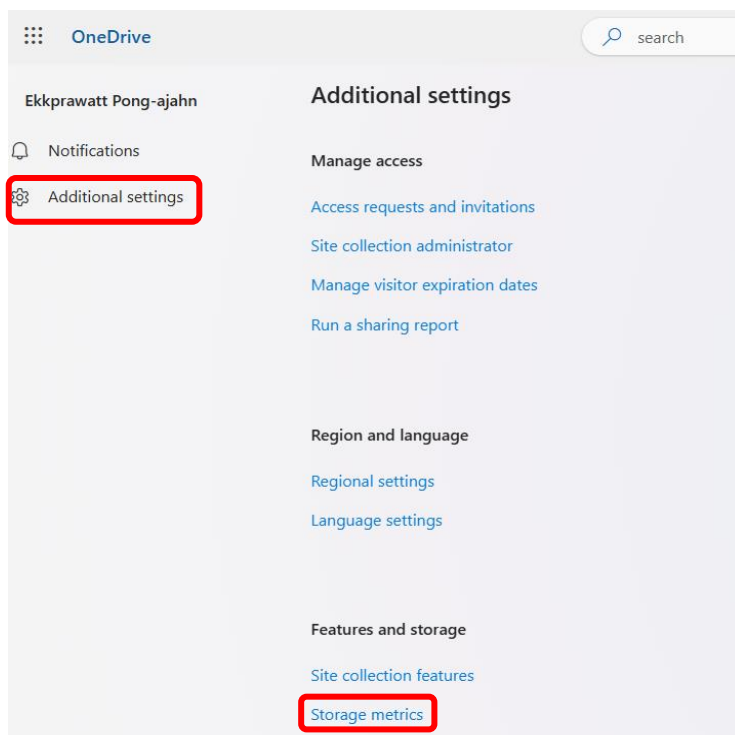 OneDrive
search
Ekkprawatt Pong-ajahn
Notifications
Additional settings
Additional settings
Manage access
Access requests and invitations
Site collection administrator
Manage visitor expiration dates
Run a sharing report
Region and language
Regional settings
Language settings
Features and storage
Site collection features
Storage metrics